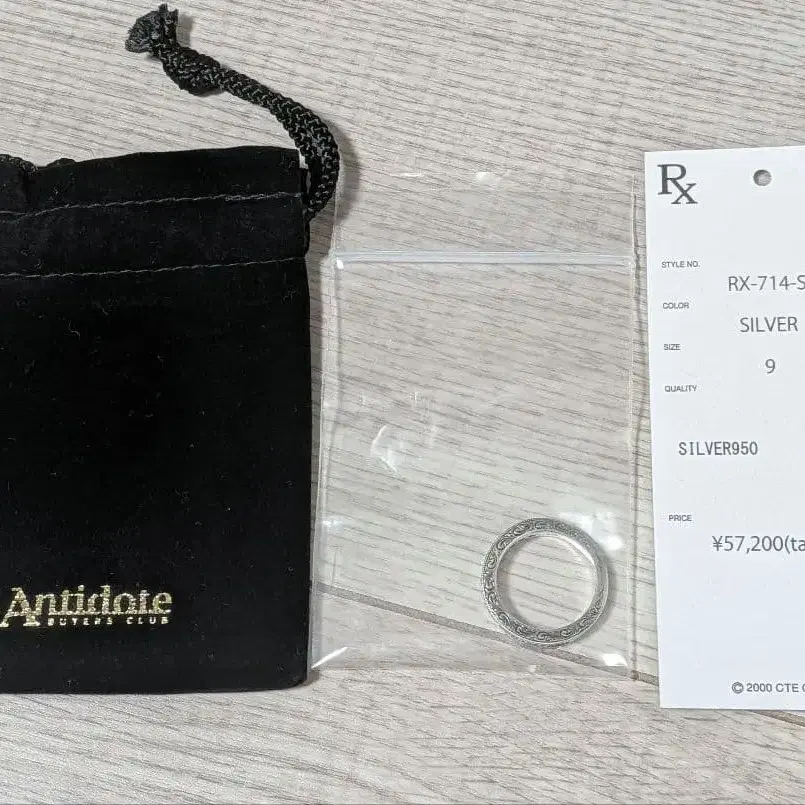 Antidote
BUYERS CLUB
Rx
STYLE NO.
RX-714-S
COLOR
SILVER
SIZE
9
QUALITY
SILVER950
PRICE
¥57,200(ta
© 2000 CTE